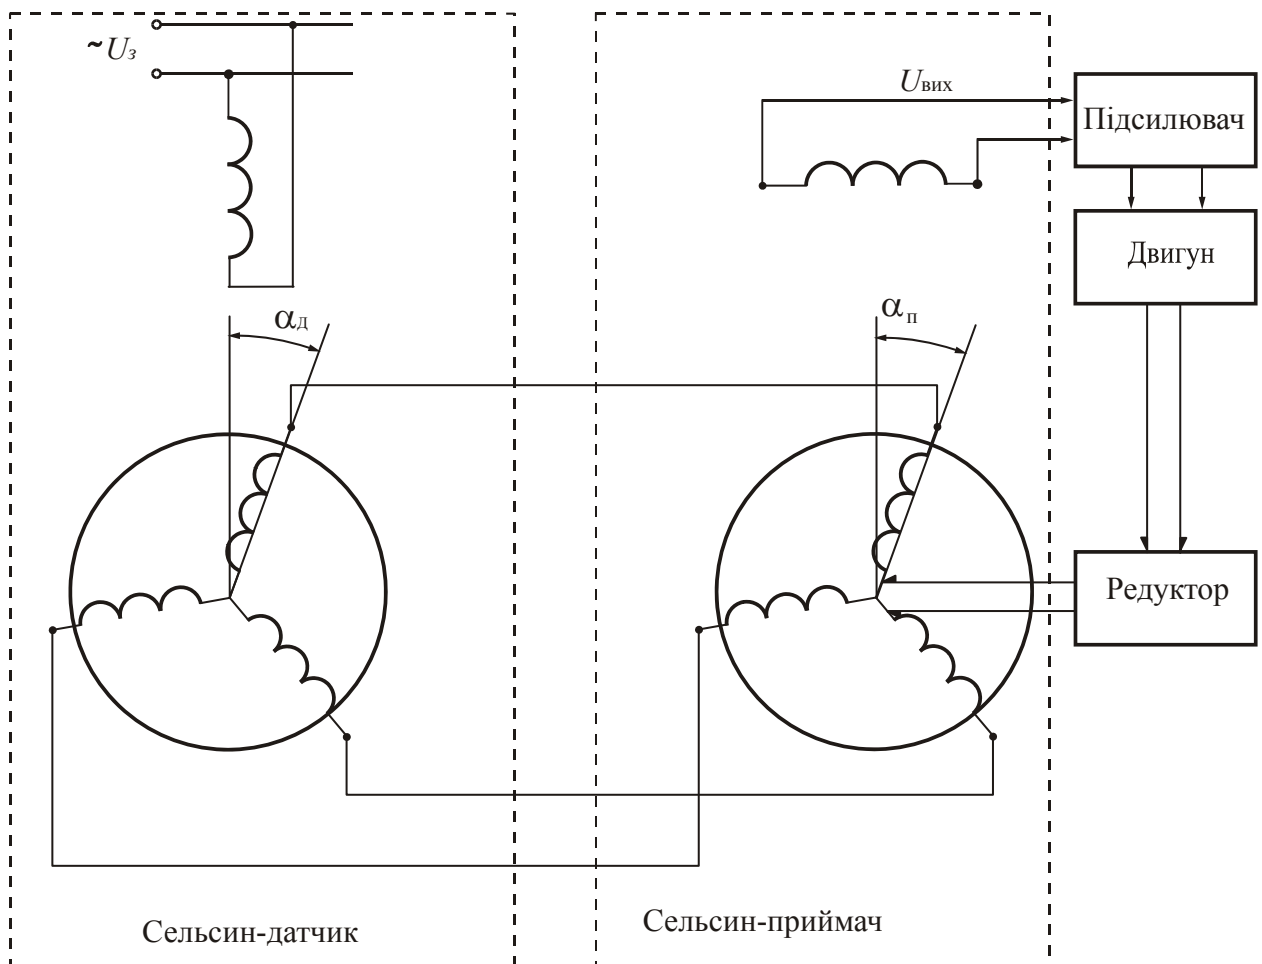 ~Uз
Uвих
Підсилювач
Двигун
αд
αп
Редуктор
Сельсин-датчик
Сельсин-приймач